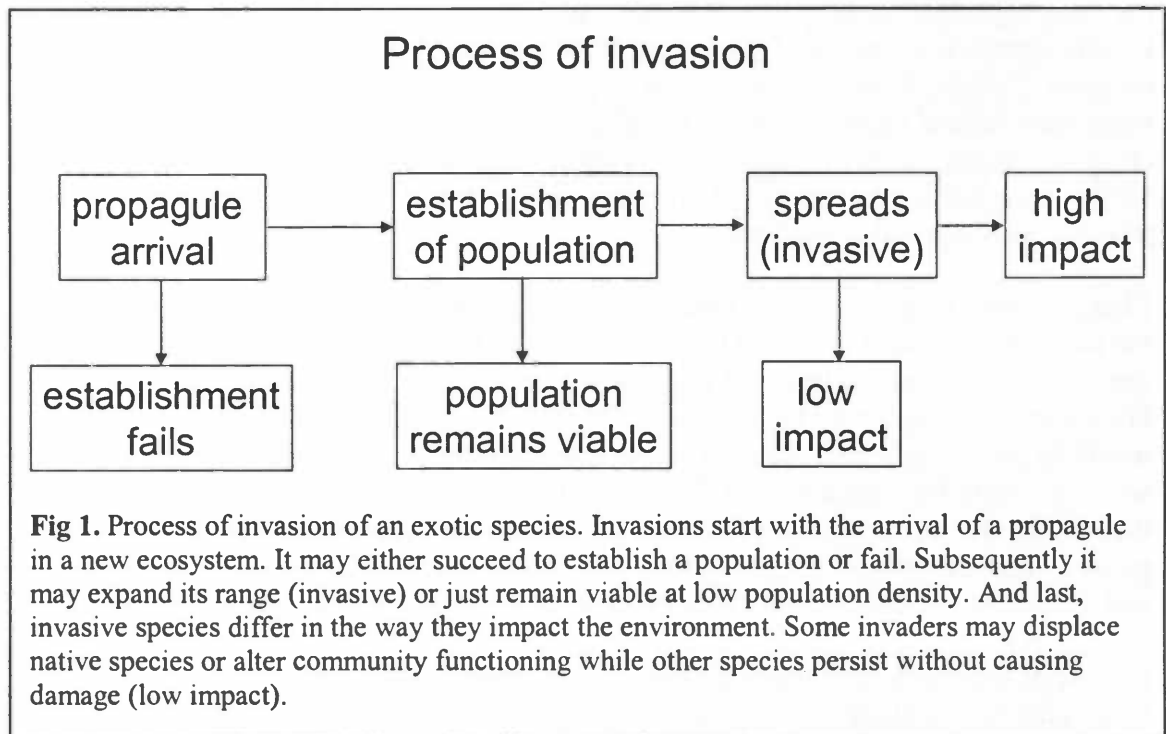 Process of invasion
propagule
arrival
establishment
of population
spreads
(invasive)
high
impact
establishment
fails
population
remains viable
low
impact
Fig 1. Process of invasion of an exotic species. Invasions start with the arrival of a propagule
in a new ecosystem. It may either succeed to establish a population or fail. Subsequently it
may expand its range (invasive) or just remain viable at low population density. And last,
invasive species differ in the way they impact the environment. Some invaders may displace
native species or alter community functioning while other species persist without causing
damage (low impact).